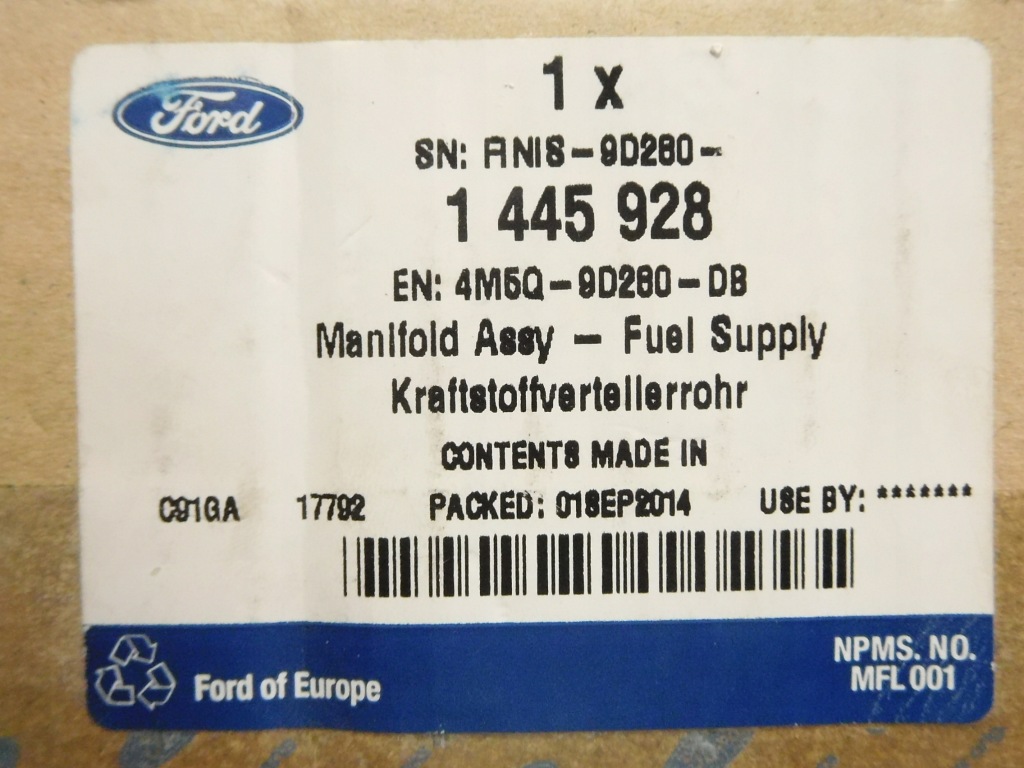 Ford
1 x
SN: ANIS-9D280-
1 445 928
EN: 4M5Q-9D280-DB
Manifold Assy - Fuel Supply
Kraftstoffverteilerrohr
CONTENTS MADE IN
C91GA 17792 PACKED: 01SEP2014 USE BY: *******
Ford of Europe
NPMS. NO.
MFL 001